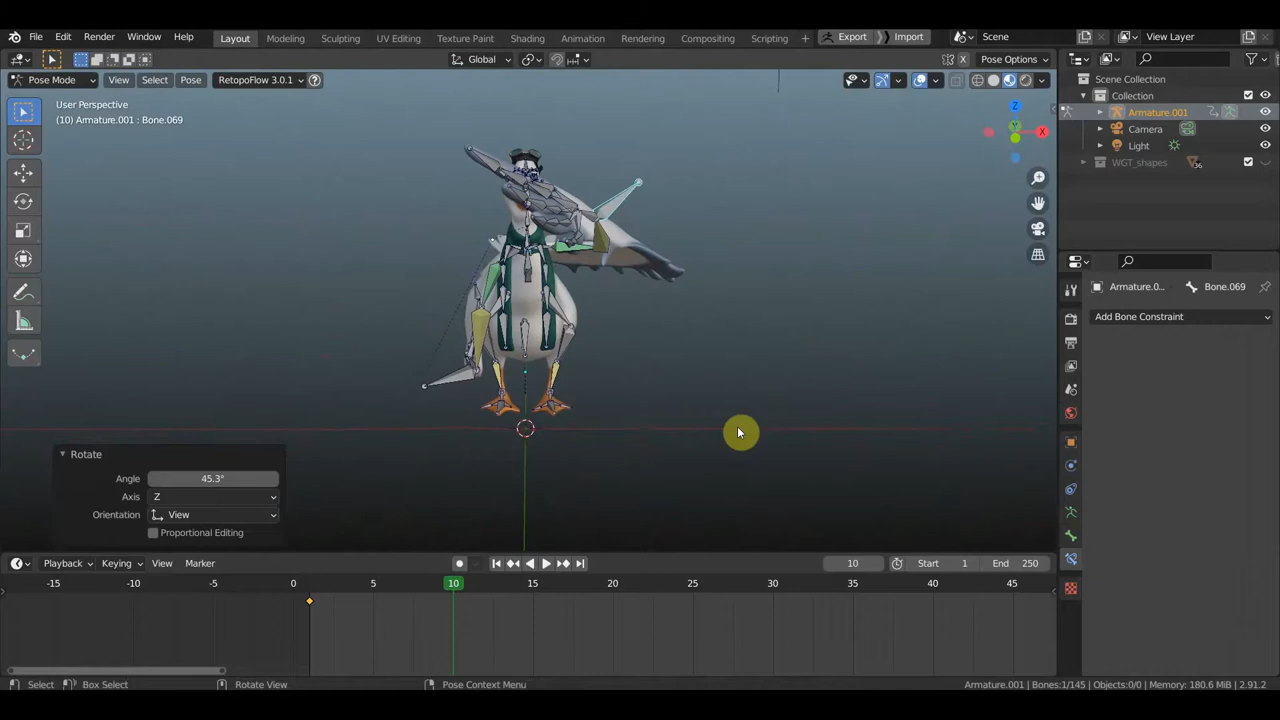 File Edit Render Window Help Layout Modeling Sculpting UV Editing Texture Paint Shading Animation Rendering Compositing Scripting + Export Import Scene View Layer
Global Pose Options
Pose Mode View Select Pose RetopoFlow 3.0.1
Scene Collection
User Perspective
(10) Armature.001 : Bone.069
Collection
Armature.001
Camera
Light
WGT_shapes 36
Z
X
Y
Armature.0... Bone.069
Add Bone Constraint
Rotate
Angle 45.3°
Axis Z
Orientation View
Proportional Editing
Playback Keying View Marker 10 Start 1 End 250
-15 -10 -5 0 5 10 15 20 25 30 35 40 45
Select Box Select Rotate View Pose Context Menu Armature.001 | Bones:1/145 | Objects:0/0 | Memory: 180.6 MiB | 2.91.2